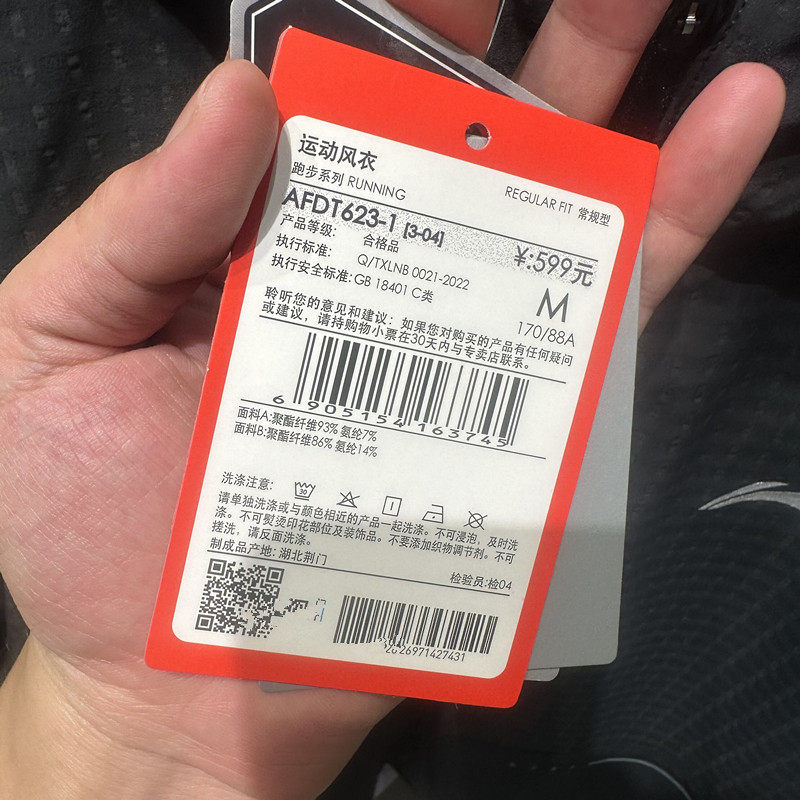 运动风衣
跑步系列 RUNNING
REGULAR FIT 常规型
AFDT623-1 [3-04]
¥:599元
产品等级: 合格品
执行标准: Q/TXLNB 0021-2022
执行安全标准: GB 18401 C类
M
170/88A
聆听您的意见和建议: 如果您对购买的产品有任何疑问
或建议, 请持购物小票在30天内与专卖店联系。
6 905154 163745
面料A:聚酯纤维93% 氨纶7%
面料B:聚酯纤维86% 氨纶14%
洗涤注意:
30
请单独洗涤或与颜色相近的产品一起洗涤。不可浸泡, 及时洗
涤。不可熨烫印花部位及装饰品。不要添加织物调节剂。不可
搓洗, 请反面洗涤。
制成品产地: 湖北荆门
检验员:检04